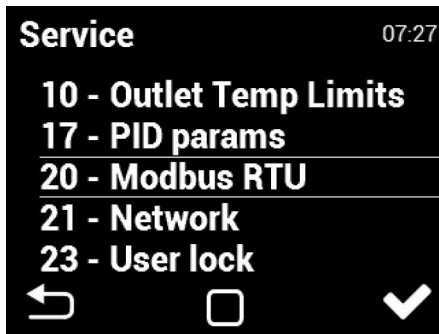 Service 07:27
10 - Outlet Temp Limits
17 - PID params
20 - Modbus RTU
21 - Network
23 - User lock